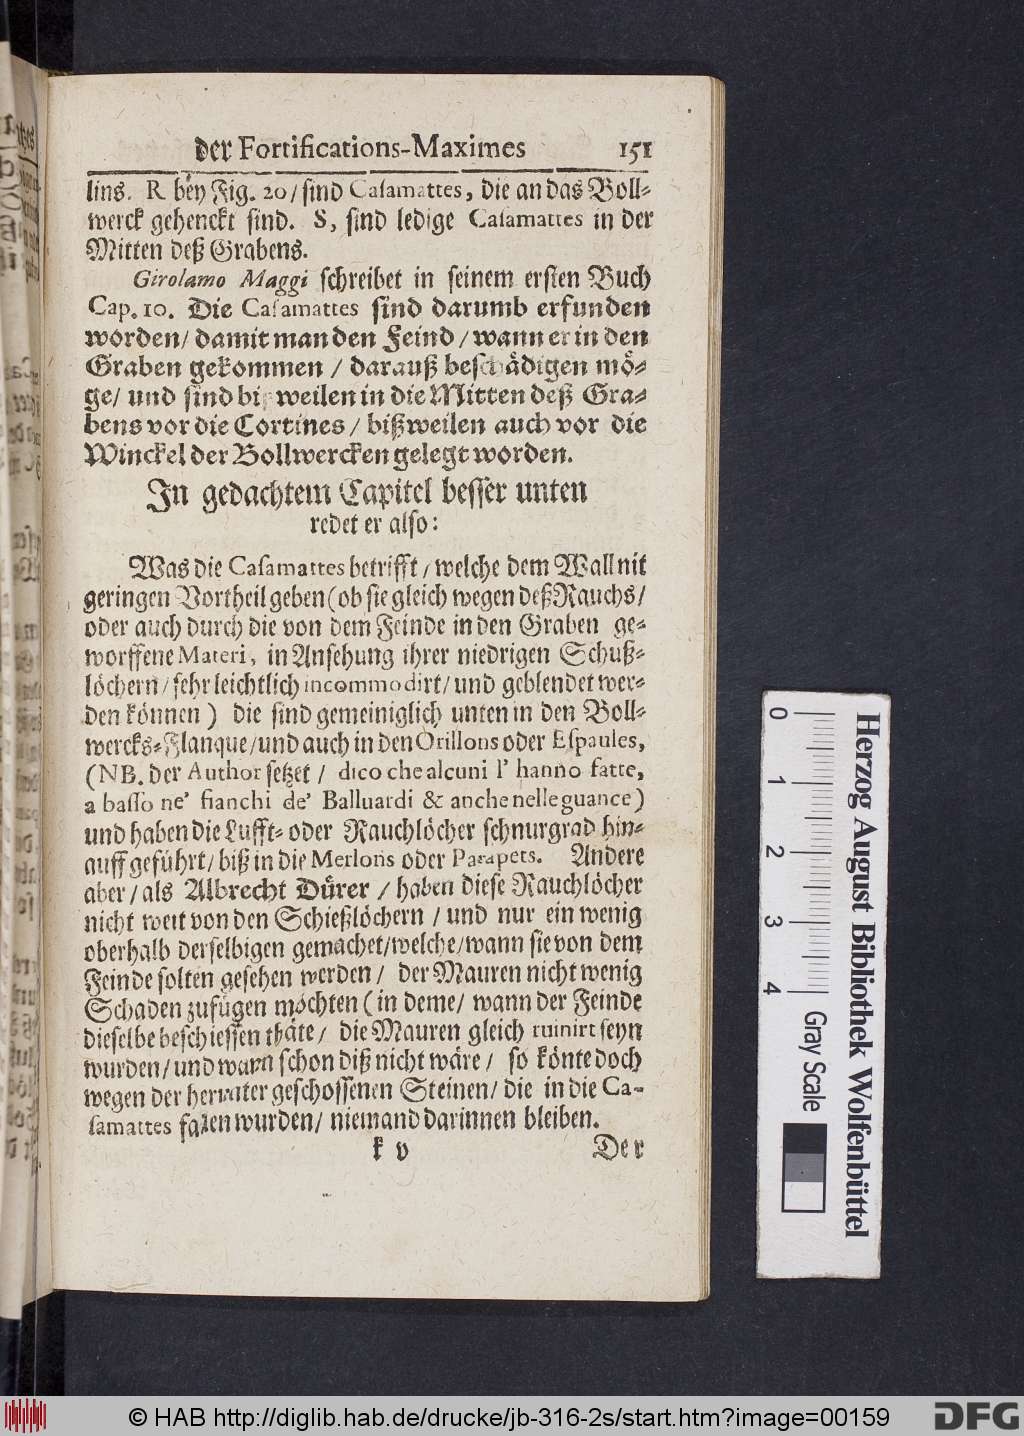 der Fortifications-Maximes 151
lins. R bey Fig. 20/ sind Casamattes, die an das Boll-
werck gehenckt sind. S, sind ledige Casamattes in der
Mitten deß Grabens.
Girolamo Maggi schreibet in seinem ersten Buch
Cap. 10. Die Casamattes sind darumb erfunden
worden/ damit man den Feind/ wann er in den
Graben gekommen/ darauß beschädigen mö-
ge/ und sind bißweilen in die Mitten deß Gra-
bens vor die Cortines/ bißweilen auch vor die
Winckel der Bollwercken gelegt worden.
In gedachtem Capitel besser unten
redet er also:
Was die Casamattes betrifft/ welche dem Wall nit
geringen Vortheil geben (ob sie gleich wegen deß Rauchs/
oder auch durch die von dem Feinde in den Graben ge-
worffene Materi, in Ansehung ihrer niedrigen Schuß-
löchern/ sehr leichtlich incommodirt/ und geblendet wer-
den können) die sind gemeiniglich unten in den Boll-
wercks-Flanque/ und auch in den Orillons oder Espaules,
(NB. der Author setzet/ dico che alcuni l' hanno fatte,
a basso ne' fianchi de' Balluardi & anche nelle guance)
und haben die Lufft- oder Rauchlöcher schnurgrad hin-
auff geführt/ biß in die Merlons oder Parapets. Andere
aber/ als Albrecht Dürer/ haben diese Rauchlöcher
nicht weit von den Schießlöchern/ und nur ein wenig
oberhalb derselbigen gemachet/ welche/ wann sie von dem
Feinde solten gesehen werden/ der Mauren nicht wenig
Schaden zufügen möchten (in deme/ wann der Feinde
dieselbe beschiessen thäte/ die Mauren gleich ruinirt seyn
wurden/ und wann schon diß nicht wäre/ so könte doch
wegen der herunter geschossenen Steinen/ die in die Ca-
samattes fallen wurden/ niemand darinnen bleiben.
k v Der
0 1 2 3 4 Gray Scale
Herzog August Bibliothek Wolfenbüttel
© HAB http://diglib.hab.de/drucke/jb-316-2s/start.htm?image=00159
DFG